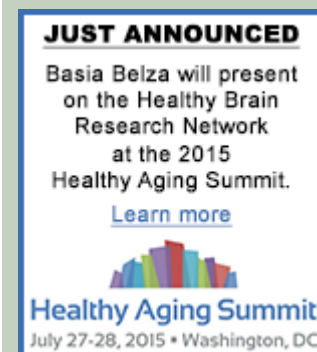 JUST ANNOUNCED
Basia Belza will present
on the Healthy Brain
Research Network
at the 2015
Healthy Aging Summit.
Learn more
Healthy Aging Summit
July 27-28, 2015 • Washington, DC